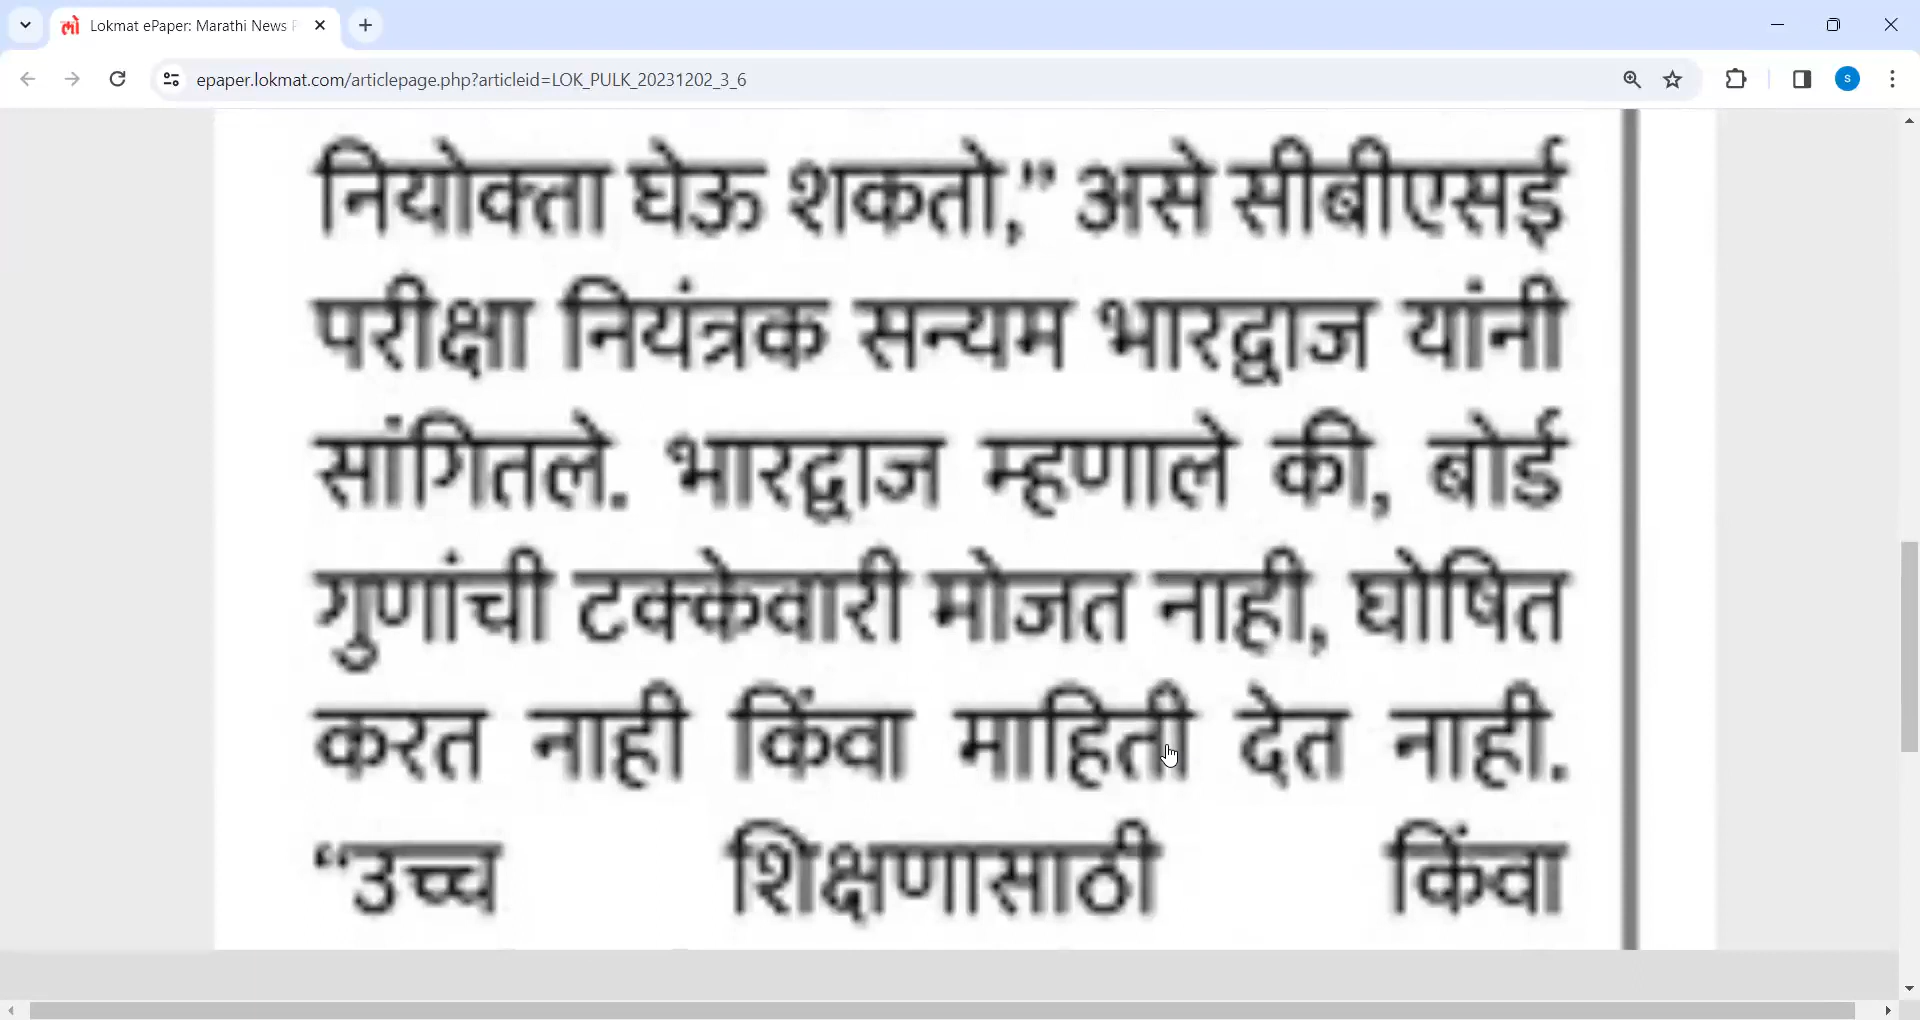 लो Lokmat ePaper: Marathi News P
epaper.lokmat.com/articlepage.php?articleid=LOK_PULK_20231202_3_6
S
नियोक्ता घेऊ शकतो,” असे सीबीएसई
परीक्षा नियंत्रक सन्यम भारद्वाज यांनी
सांगितले. भारद्वाज म्हणाले की, बोर्ड
गुणांची टक्केवारी मोजत नाही, घोषित
करत नाही किंवा माहिती देत नाही.
“उच्च शिक्षणासाठी किंवा